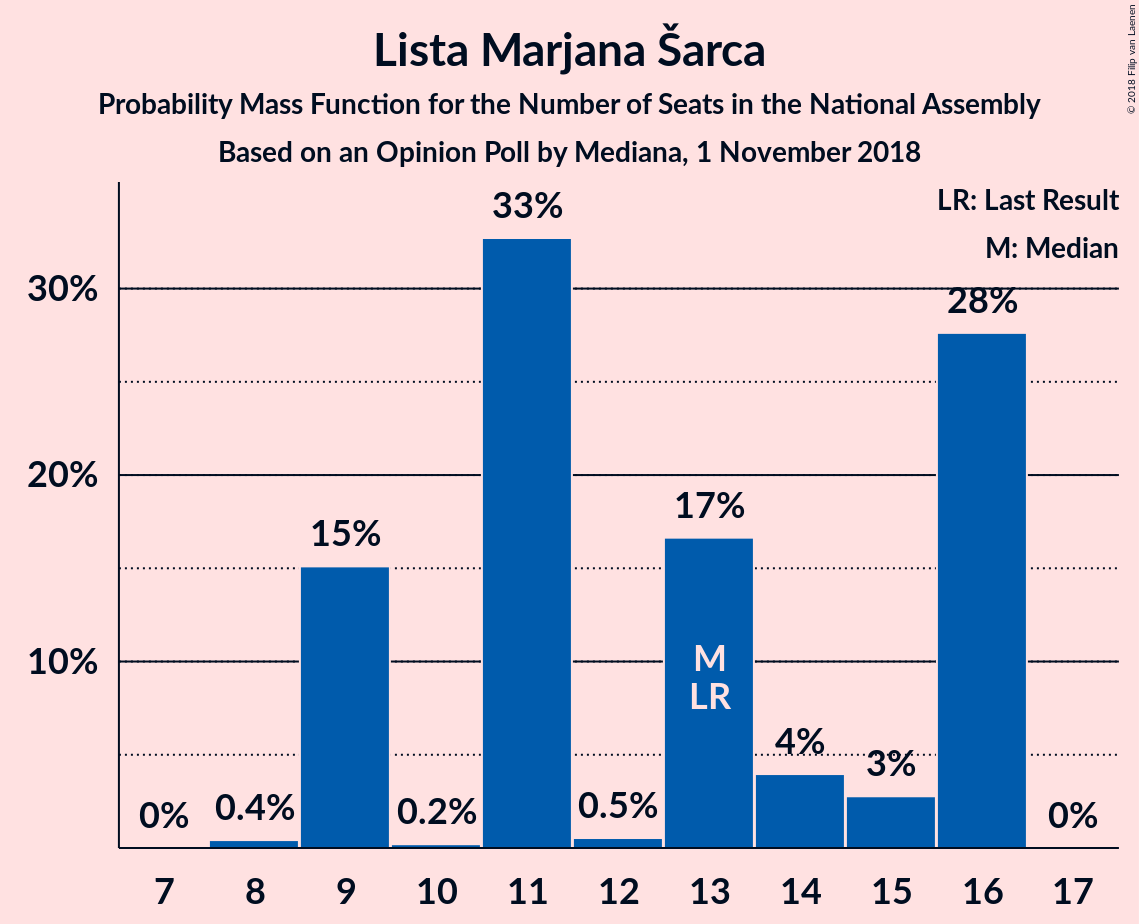 Lista Marjana Šarca
Probability Mass Function for the Number of Seats in the National Assembly
Based on an Opinion Poll by Mediana, 1 November 2018
© 2018 Filip van Laenen
LR: Last Result
M: Median
30%
20%
10%
0%
0.4%
15%
0.2%
33%
0.5%
17%
4%
3%
28%
0%
M
LR
7 8 9 10 11 12 13 14 15 16 17